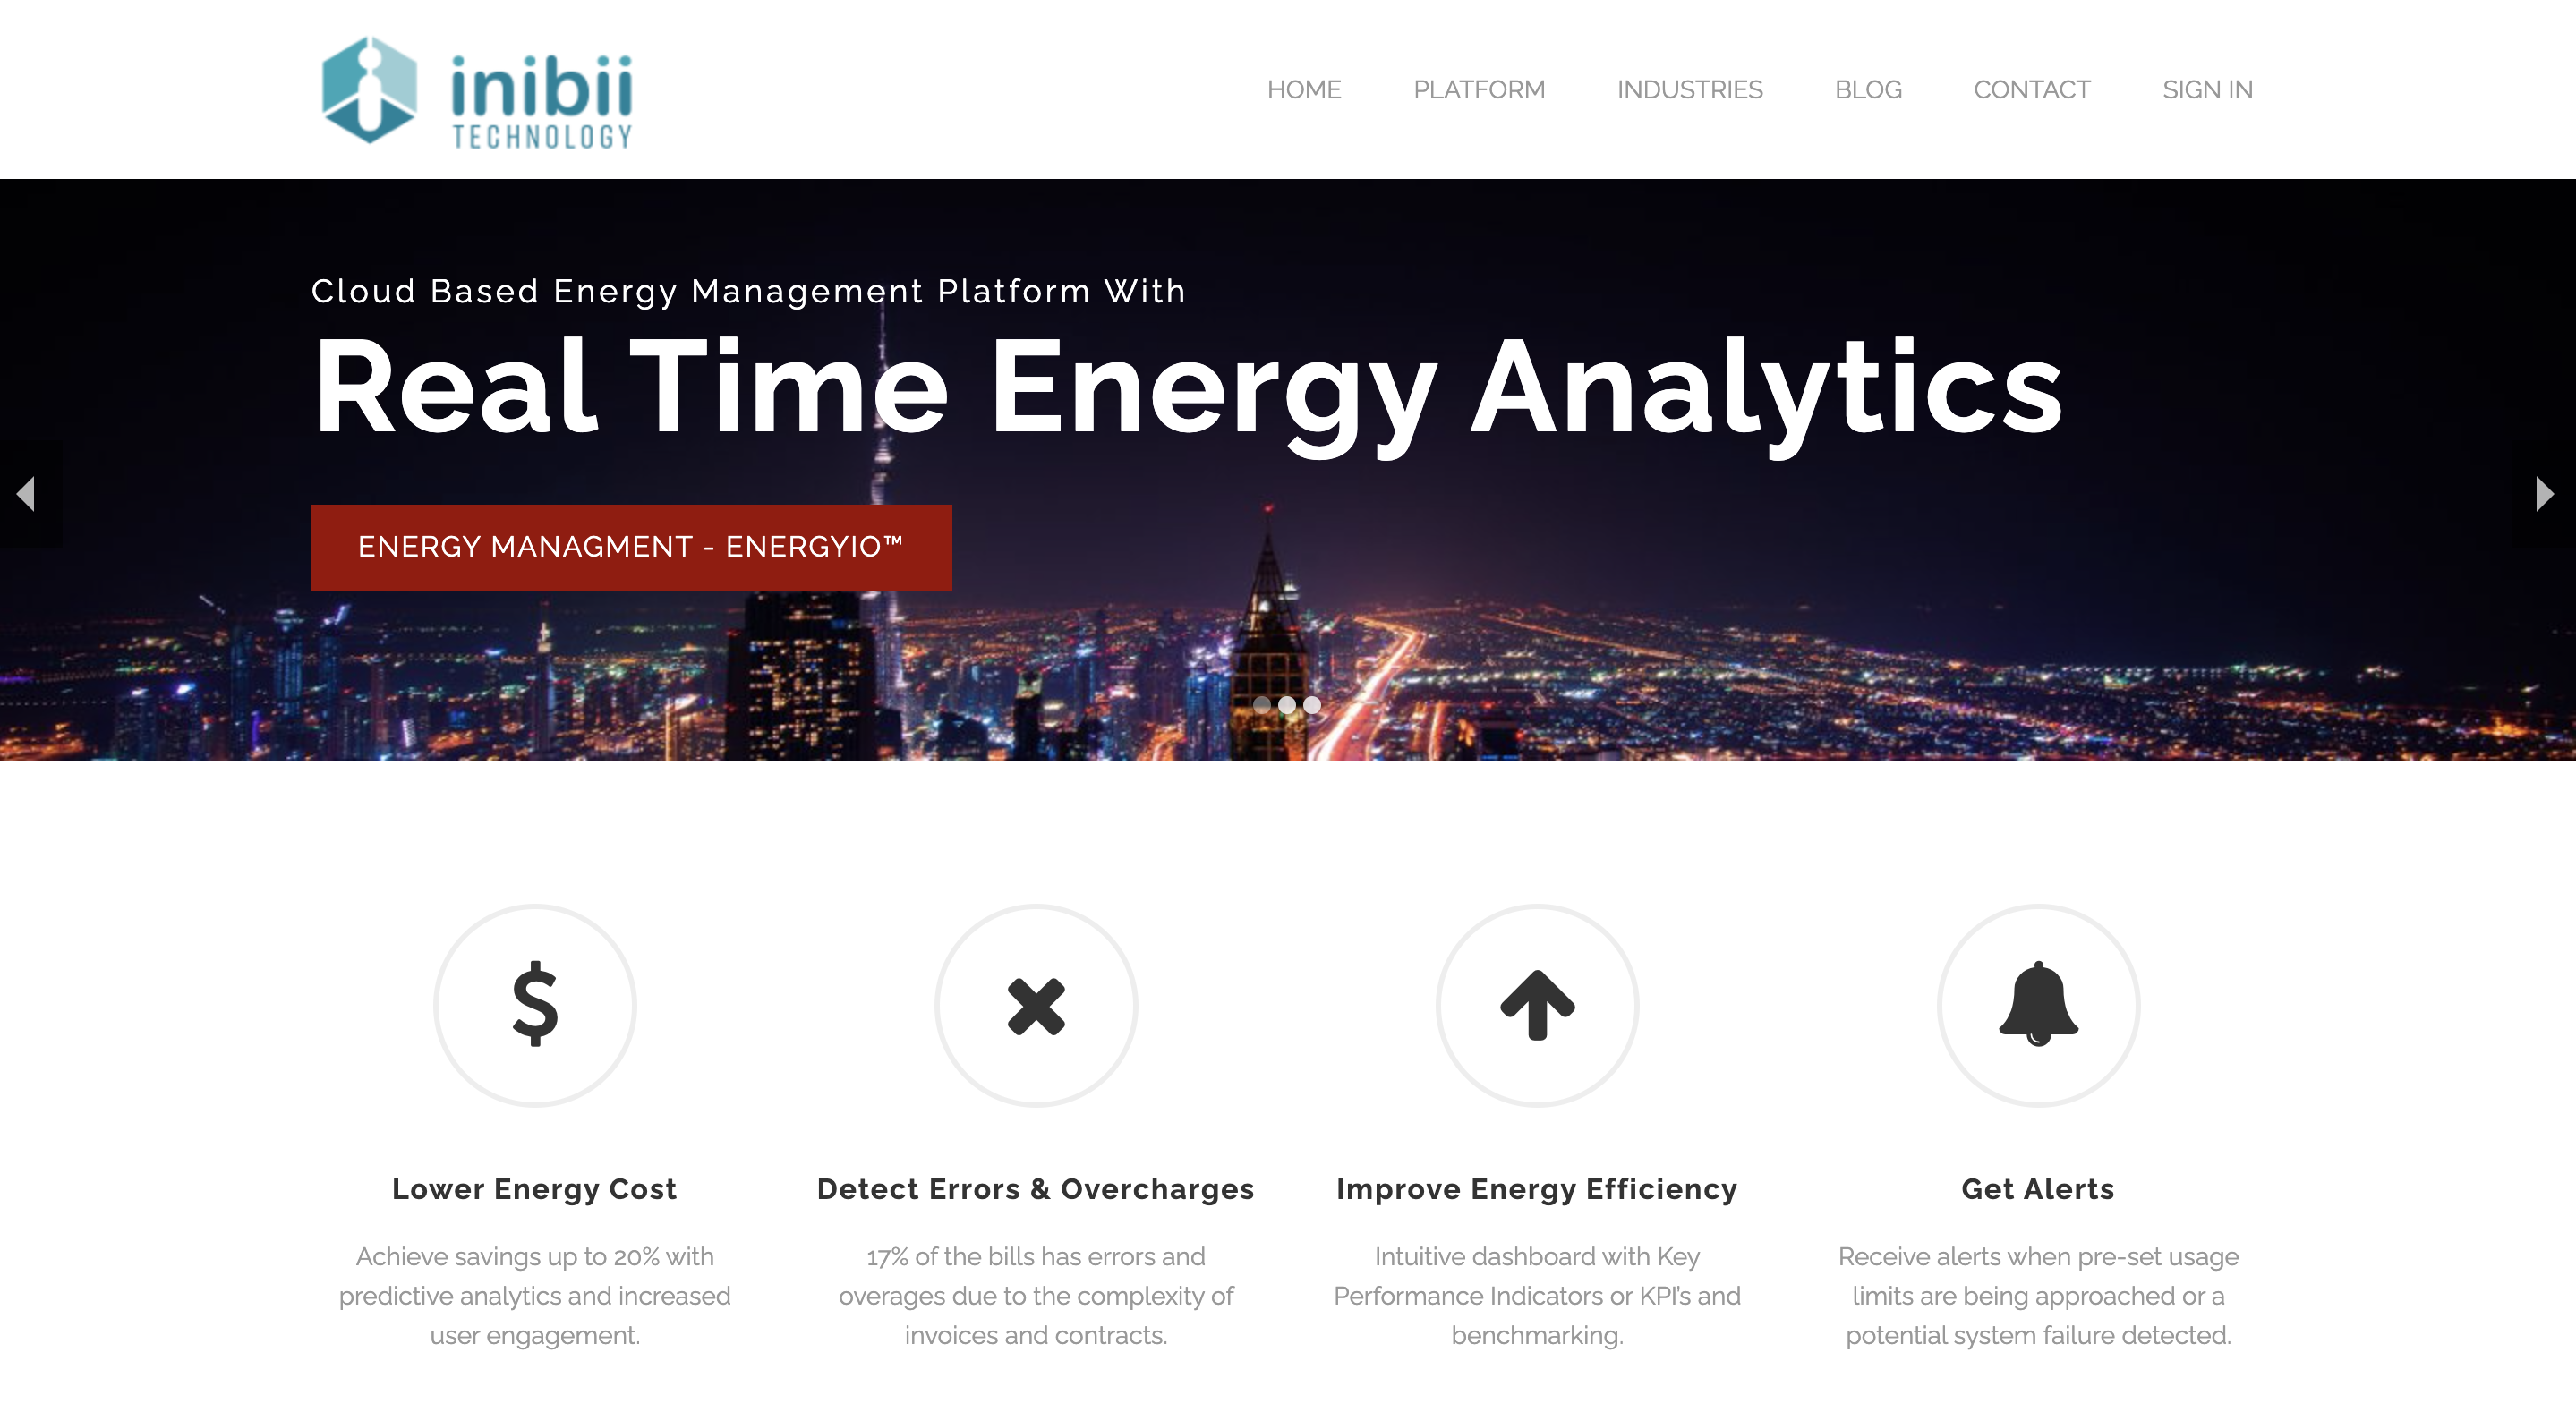 inibii
TECHNOLOGY
HOME PLATFORM INDUSTRIES BLOG CONTACT SIGN IN
Cloud Based Energy Management Platform With
Real Time Energy Analytics
ENERGY MANAGMENT - ENERGYIO™
Lower Energy Cost
Achieve savings up to 20% with
predictive analytics and increased
user engagement.
Detect Errors & Overcharges
17% of the bills has errors and
overages due to the complexity of
invoices and contracts.
Improve Energy Efficiency
Intuitive dashboard with Key
Performance Indicators or KPI's and
benchmarking.
Get Alerts
Receive alerts when pre-set usage
limits are being approached or a
potential system failure detected.